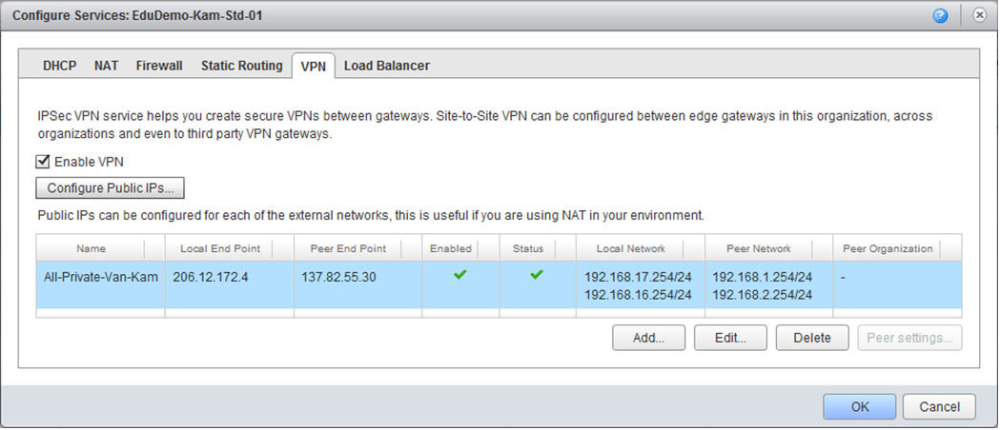 Configure Services: EduDemo-Kam-Std-01
DHCP NAT Firewall Static Routing VPN Load Balancer
IPSec VPN service helps you create secure VPNs between gateways. Site-to-Site VPN can be configured between edge gateways in this organization, across
organizations and even to third party VPN gateways.
Enable VPN
Configure Public IPs...
Public IPs can be configured for each of the external networks, this is useful if you are using NAT in your environment.
Name Local End Point Peer End Point Enabled Status Local Network Peer Network Peer Organization
All-Private-Van-Kam 206.12.172.4 137.82.55.30 192.168.17.254/24 192.168.1.254/24 -
192.168.16.254/24 192.168.2.254/24
Add... Edit... Delete Peer settings...
OK Cancel